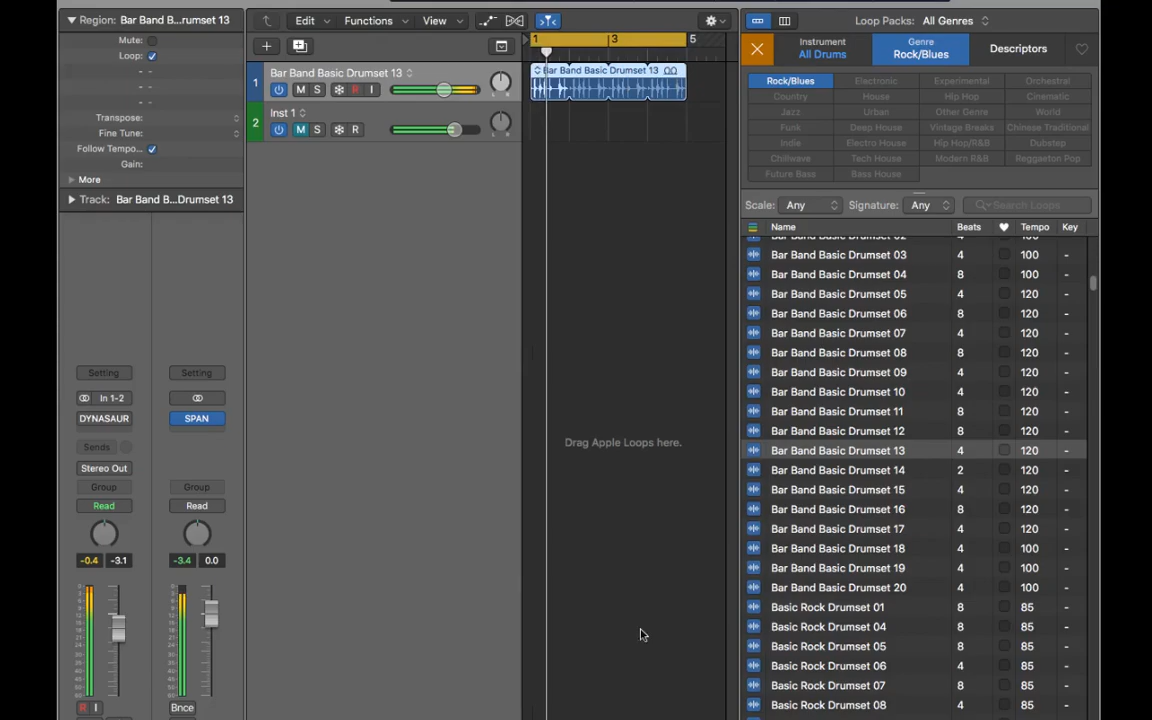 Region: Bar Band B...rumset 13
Mute:
Loop:
Transpose:
Fine Tune:
Follow Tempo...
Gain:
More
Track: Bar Band B...Drumset 13
Setting
Setting
In 1-2
DYNASAUR
SPAN
Sends
Stereo Out
Group
Group
Read
Read
-0.4 -3.1
-3.4 0.0
R I
Bnce
Edit Functions View
1 3 5
1 Bar Band Basic Drumset 13
M S R I
Bar Band Basic Drumset 13
2 Inst 1
M S R
Drag Apple Loops here.
Loop Packs: All Genres
Instrument
All Drums
Genre
Rock/Blues
Descriptors
Rock/Blues Electronic Experimental Orchestral
Country House Hip Hop Cinematic
Jazz Urban Other Genre World
Funk Deep House Vintage Breaks Chinese Traditional
Indie Electro House Hip Hop/R&B Dubstep
Chillwave Tech House Modern R&B Reggaeton Pop
Future Bass Bass House
Scale: Any Signature: Any Search Loops
Name Beats Tempo Key
Bar Band Basic Drumset 02 4 100 -
Bar Band Basic Drumset 03 4 100 -
Bar Band Basic Drumset 04 8 100 -
Bar Band Basic Drumset 05 4 120 -
Bar Band Basic Drumset 06 8 120 -
Bar Band Basic Drumset 07 4 120 -
Bar Band Basic Drumset 08 8 120 -
Bar Band Basic Drumset 09 4 120 -
Bar Band Basic Drumset 10 4 120 -
Bar Band Basic Drumset 11 8 120 -
Bar Band Basic Drumset 12 8 120 -
Bar Band Basic Drumset 13 4 120 -
Bar Band Basic Drumset 14 2 120 -
Bar Band Basic Drumset 15 4 120 -
Bar Band Basic Drumset 16 8 120 -
Bar Band Basic Drumset 17 4 120 -
Bar Band Basic Drumset 18 4 100 -
Bar Band Basic Drumset 19 4 100 -
Bar Band Basic Drumset 20 4 100 -
Basic Rock Drumset 01 8 85 -
Basic Rock Drumset 04 8 85 -
Basic Rock Drumset 05 8 85 -
Basic Rock Drumset 06 4 85 -
Basic Rock Drumset 07 8 85 -
Basic Rock Drumset 08 4 85 -